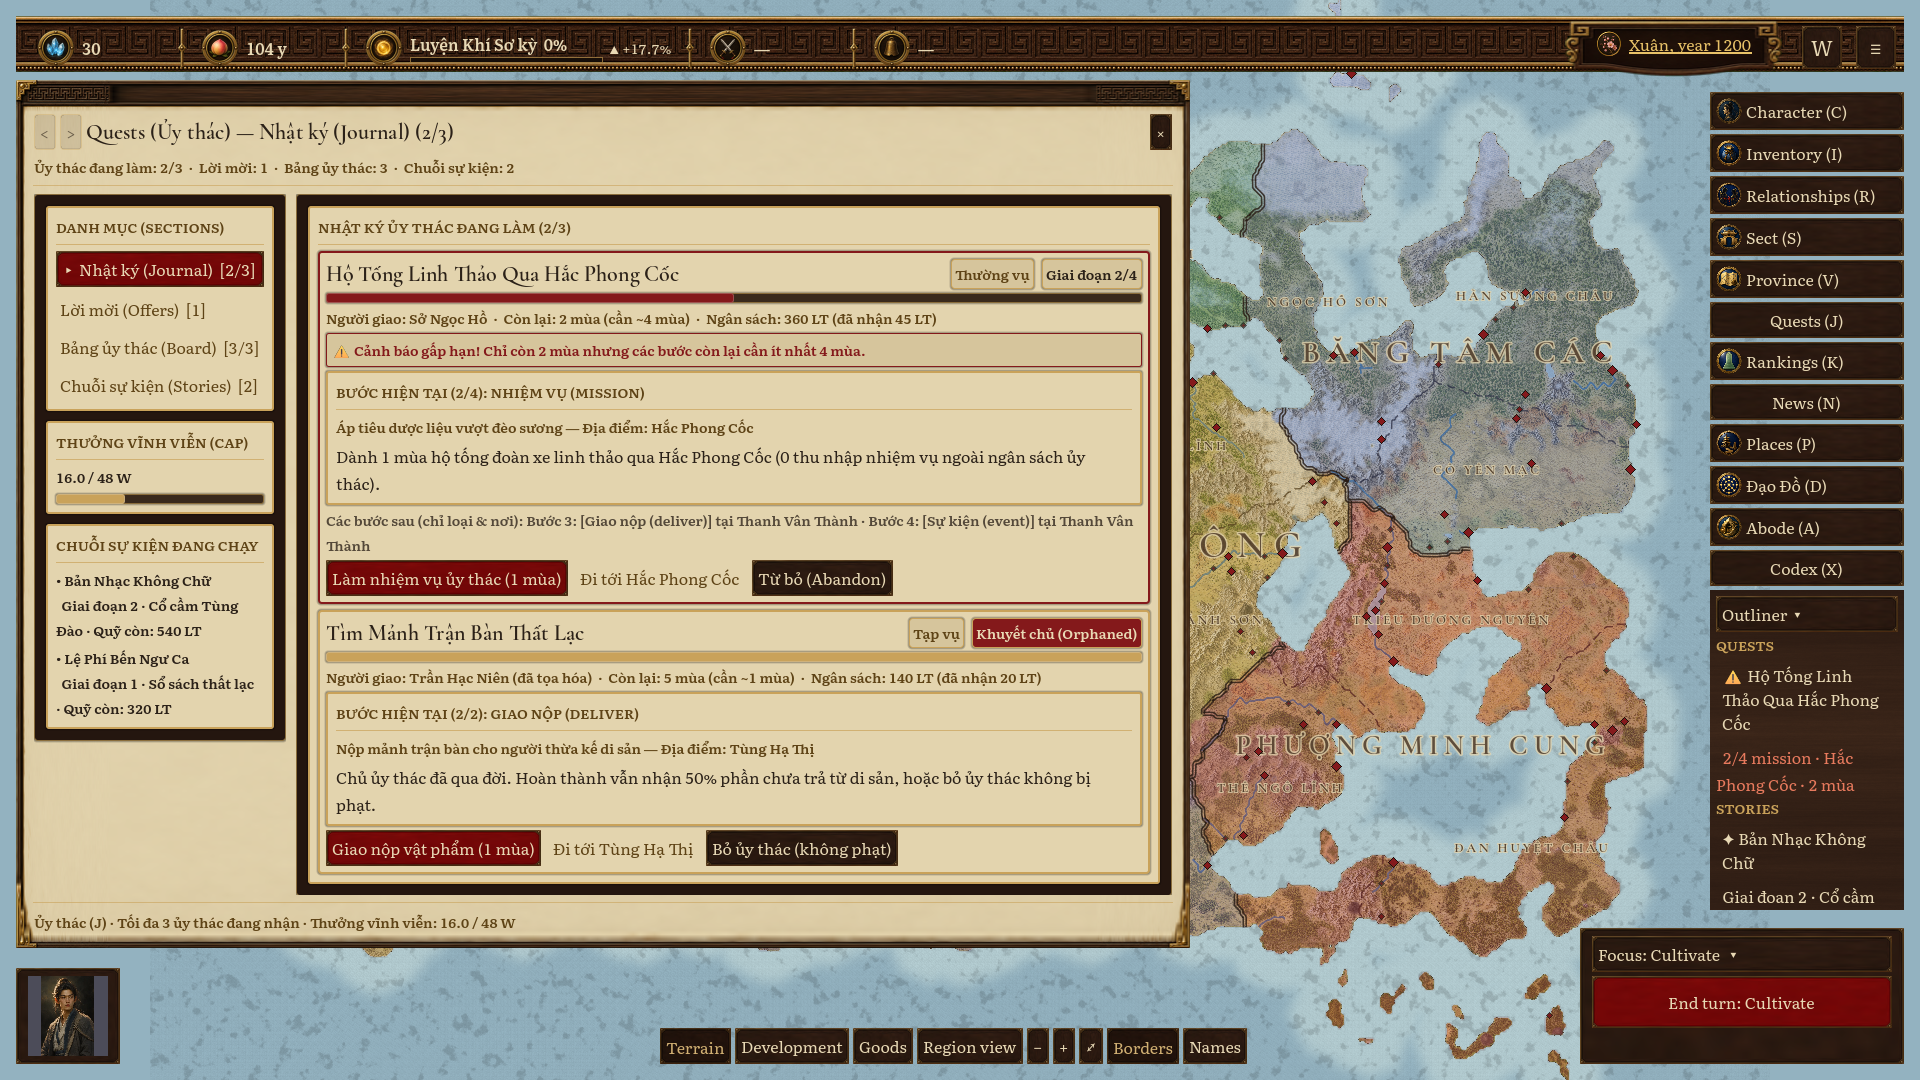 30
104 y
Luyện Khí Sơ kỳ 0%
▲ +17.7%
—
—
Xuân, year 1200
W
☰
< > Quests (Ủy thác) — Nhật ký (Journal) (2/3)
×
Ủy thác đang làm: 2/3 · Lời mời: 1 · Bảng ủy thác: 3 · Chuỗi sự kiện: 2
DANH MỤC (SECTIONS)
‣ Nhật ký (Journal) [2/3]
Lời mời (Offers) [1]
Bảng ủy thác (Board) [3/3]
Chuỗi sự kiện (Stories) [2]
THƯỞNG VĨNH VIỄN (CAP)
16.0 / 48 W
CHUỖI SỰ KIỆN ĐANG CHẠY
• Bản Nhạc Không Chữ
Giai đoạn 2 · Cổ cầm Tùng
Đào · Quỹ còn: 540 LT
• Lệ Phí Bến Ngư Ca
Giai đoạn 1 · Sổ sách thất lạc
· Quỹ còn: 320 LT
NHẬT KÝ ỦY THÁC ĐANG LÀM (2/3)
Hộ Tống Linh Thảo Qua Hắc Phong Cốc
Thường vụ
Giai đoạn 2/4
Người giao: Sở Ngọc Hồ · Còn lại: 2 mùa (cần ~4 mùa) · Ngân sách: 360 LT (đã nhận 45 LT)
⚠ Cảnh báo gấp hạn! Chỉ còn 2 mùa nhưng các bước còn lại cần ít nhất 4 mùa.
BƯỚC HIỆN TẠI (2/4): NHIỆM VỤ (MISSION)
Áp tiêu dược liệu vượt đèo sương — Địa điểm: Hắc Phong Cốc
Dành 1 mùa hộ tống đoàn xe linh thảo qua Hắc Phong Cốc (0 thu nhập nhiệm vụ ngoài ngân sách ủy
thác).
Các bước sau (chỉ loại & nơi): Bước 3: [Giao nộp (deliver)] tại Thanh Vân Thành · Bước 4: [Sự kiện (event)] tại Thanh Vân
Thành
Làm nhiệm vụ ủy thác (1 mùa)
Đi tới Hắc Phong Cốc
Từ bỏ (Abandon)
Tìm Mảnh Trận Bàn Thất Lạc
Tạp vụ
Khuyết chủ (Orphaned)
Người giao: Trần Hạc Niên (đã tọa hóa) · Còn lại: 5 mùa (cần ~1 mùa) · Ngân sách: 140 LT (đã nhận 20 LT)
BƯỚC HIỆN TẠI (2/2): GIAO NỘP (DELIVER)
Nộp mảnh trận bàn cho người thừa kế di sản — Địa điểm: Tùng Hạ Thị
Chủ ủy thác đã qua đời. Hoàn thành vẫn nhận 50% phần chưa trả từ di sản, hoặc bỏ ủy thác không bị
phạt.
Giao nộp vật phẩm (1 mùa)
Đi tới Tùng Hạ Thị
Bỏ ủy thác (không phạt)
Ủy thác (J) · Tối đa 3 ủy thác đang nhận · Thưởng vĩnh viễn: 16.0 / 48 W
NGỌC HỒ SƠN
HÀN SƯƠNG CHÂU
BĂNG TÂM CÁC
CÔ YÊN MẠC
ÔNG
TRIỀU DƯƠNG NGUYÊN
PHƯỢNG MINH CUNG
THÊ NGÔ LĨNH
ĐAN HUYỆT CHÂU
Character (C)
Inventory (I)
Relationships (R)
Sect (S)
Province (V)
Quests (J)
Rankings (K)
News (N)
Places (P)
Đạo Đồ (D)
Abode (A)
Codex (X)
Outliner ▾
QUESTS
⚠ Hộ Tống Linh
Thảo Qua Hắc Phong
Cốc
2/4 mission · Hắc
Phong Cốc · 2 mùa
STORIES
✦ Bản Nhạc Không
Chữ
Giai đoạn 2 · Cổ cầm
Focus: Cultivate ▾
End turn: Cultivate
Terrain
Development
Goods
Region view
−
+
⤢
Borders
Names